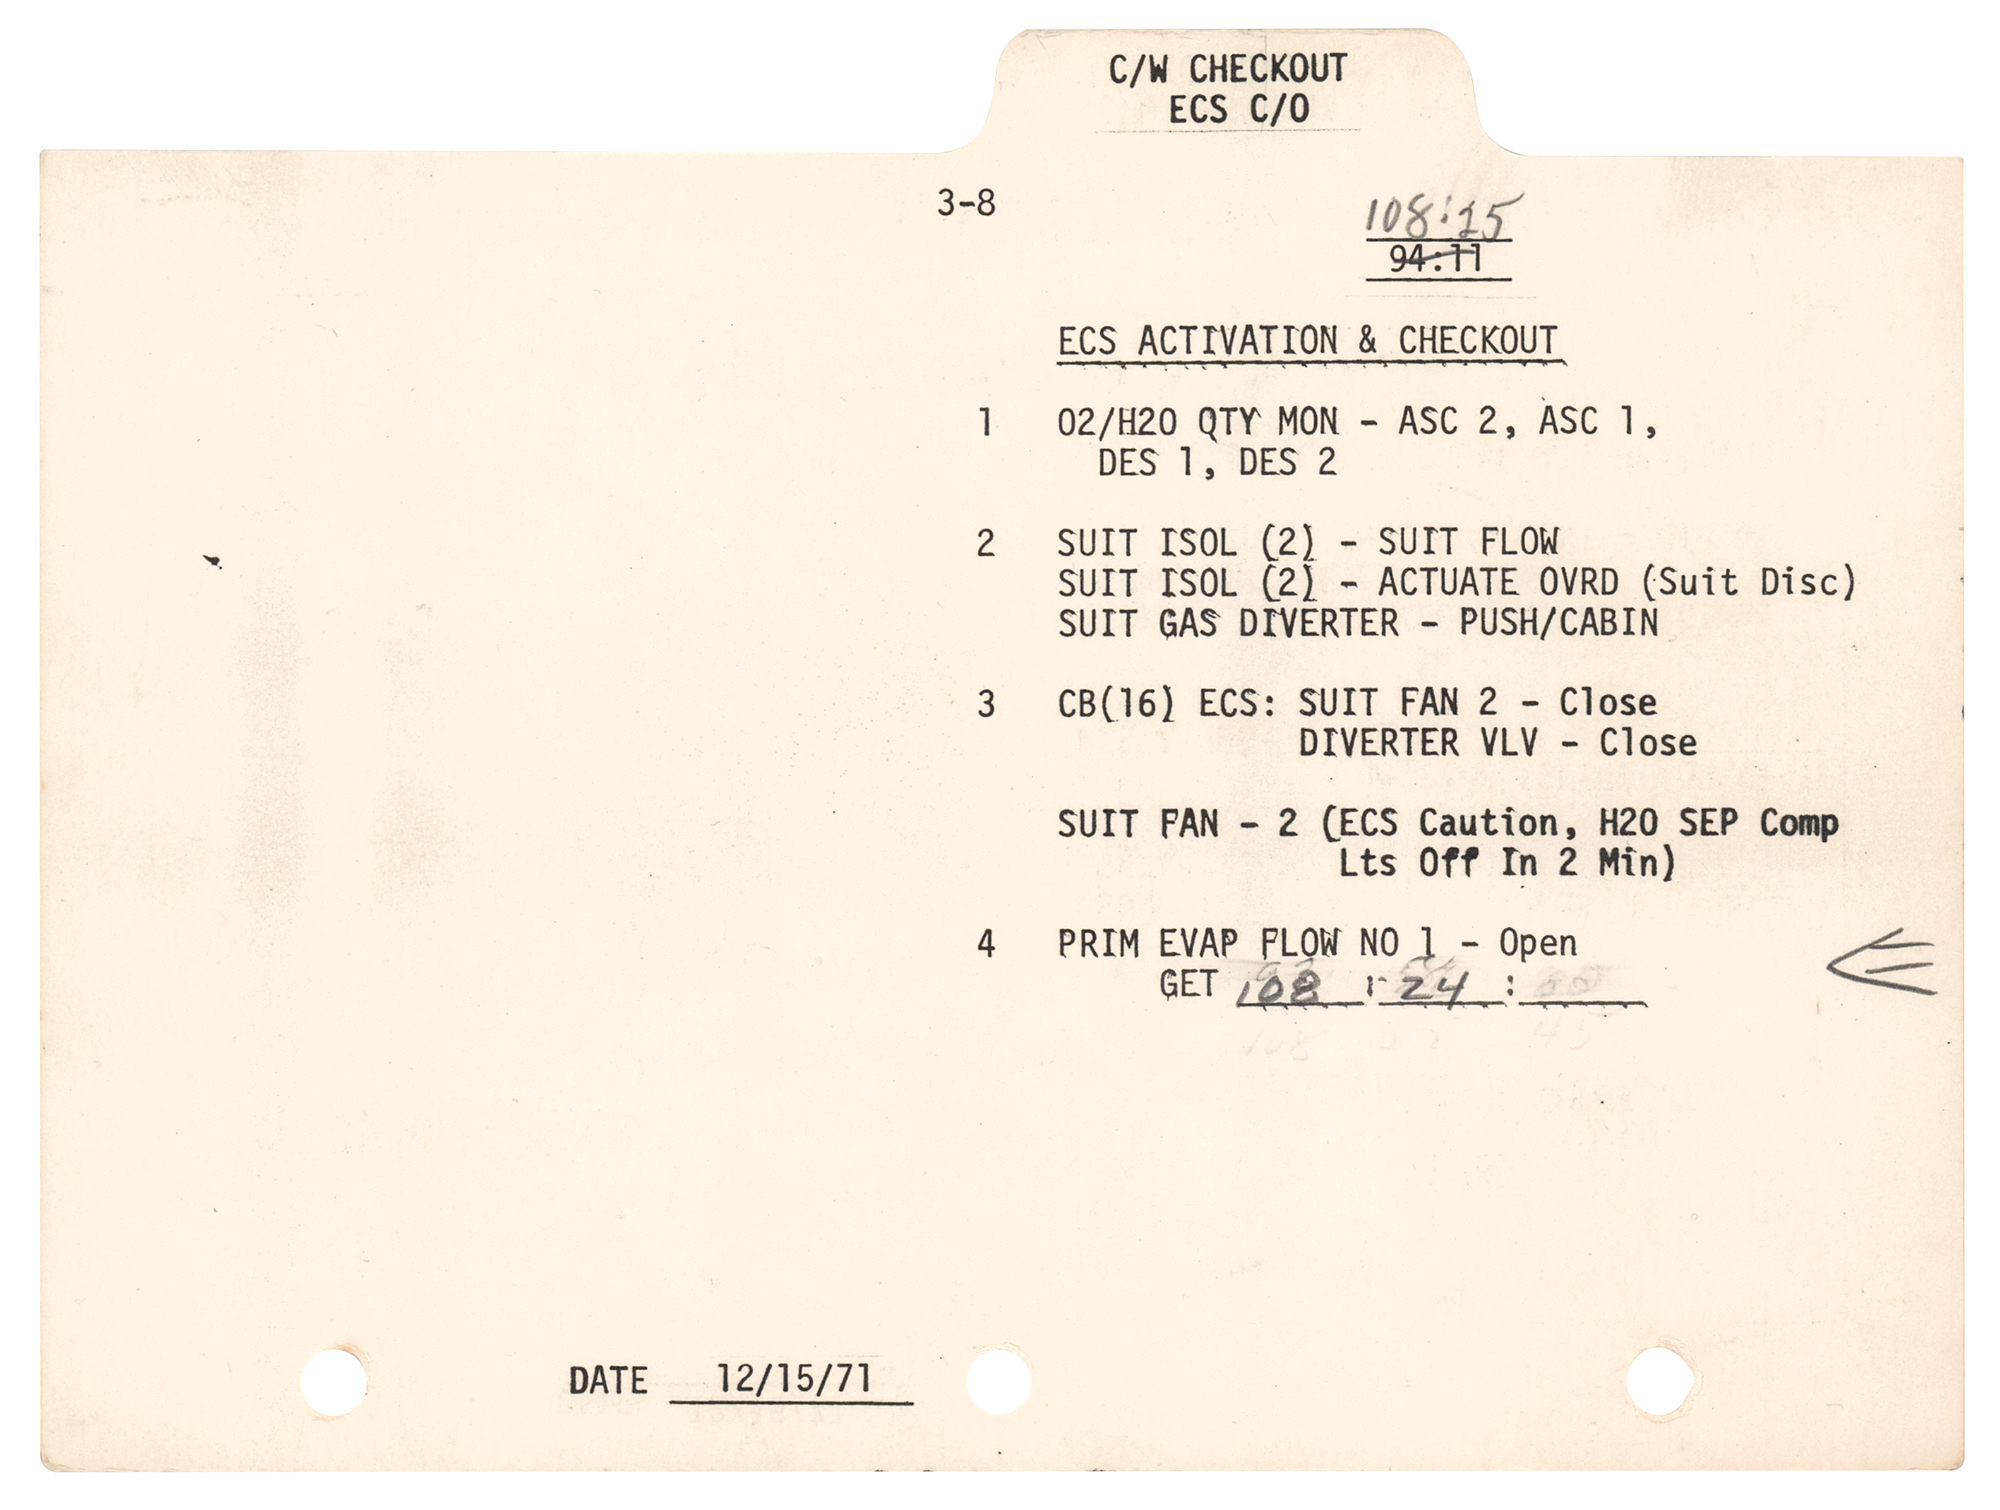 C/W CHECKOUT
ECS C/O
3-8
108:15
94:11
ECS ACTIVATION & CHECKOUT
1 O2/H2O QTY MON - ASC 2, ASC 1,
DES 1, DES 2
2 SUIT ISOL (2) - SUIT FLOW
SUIT ISOL (2) - ACTUATE OVRD (Suit Disc)
SUIT GAS DIVERTER - PUSH/CABIN
3 CB(16) ECS: SUIT FAN 2 - Close
DIVERTER VLV - Close
SUIT FAN - 2 (ECS Caution, H2O SEP Comp
Lts Off In 2 Min)
4 PRIM EVAP FLOW NO 1 - Open
GET 108 : 24 :
DATE 12/15/71